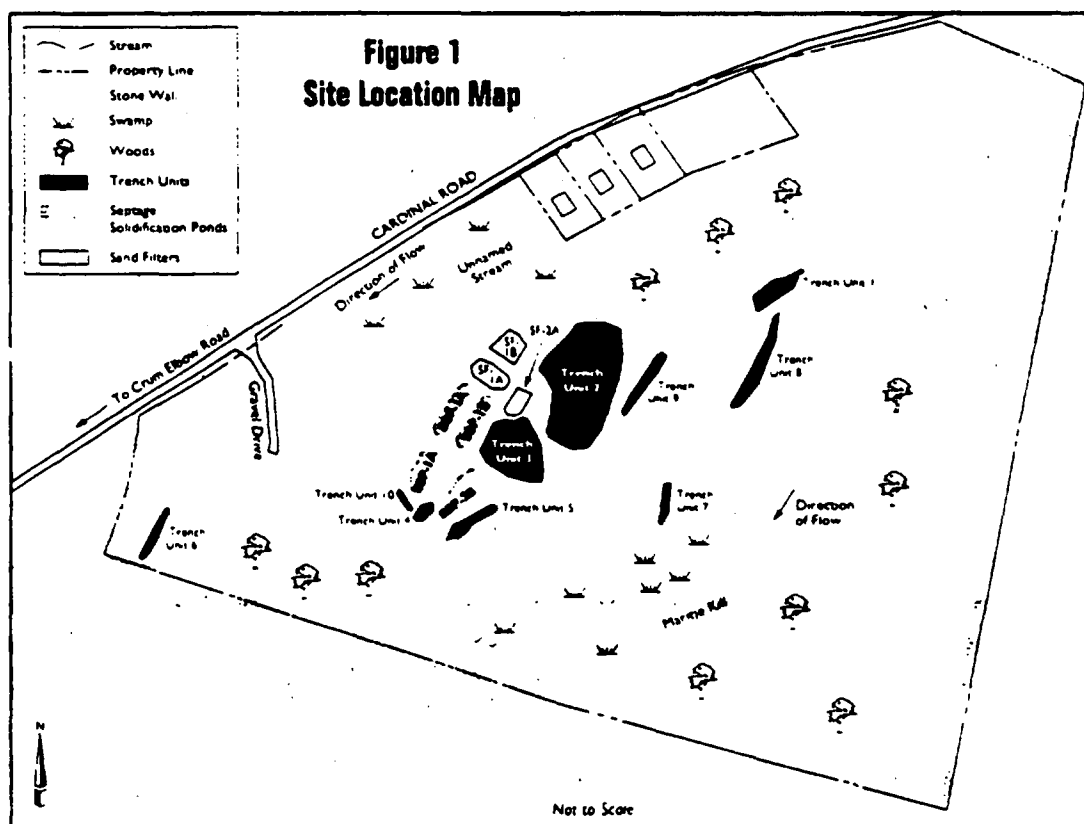 Figure 1
Site Location Map
Stream
Property Line
Stone Wal
Swamp
Woods
Trench Units
Septage
Solidification Ponds
Sand Filters
CARDINAL ROAD
Direction of Flow
Unnamed
Stream
To Crum Elbow Road
Gravel Drive
SF-2A
SF-
1B
SF-
1A
Trench
Unit 2
Trench
Unit
Trench Unit 1
Trench
Unit 8
Trench
Unit 9
Trench Unit 10
Trench Unit 4
Trench Unit 5
Trench
Unit 7
Trench
Unit 6
Direction
of Flow
Kill
N
Not to Scale